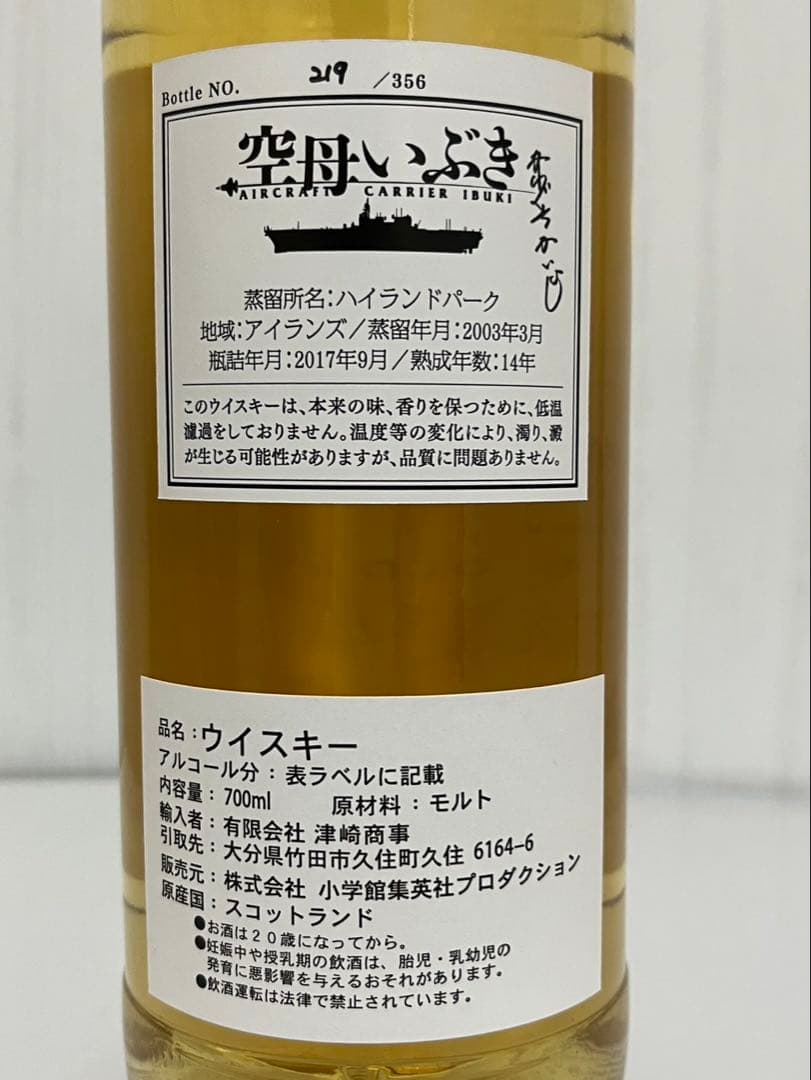 Bottle NO. 219 /356
空母いぶき
AIRCRAFT CARRIER IBUKI
かわぐちかいじ
蒸留所名:ハイランドパーク
地域:アイランズ/蒸留年月:2003年3月
瓶詰年月:2017年9月/熟成年数:14年
このウイスキーは、本来の味、香りを保つために、低温
濾過をしておりません。温度等の変化により、濁り、澱
が生じる可能性がありますが、品質に問題ありません。
品名:ウイスキー
アルコール分:表ラベルに記載
内容量:700ml 原材料:モルト
輸入者:有限会社 津崎商事
引取先:大分県竹田市久住町久住 6164-6
販売元:株式会社 小学館集英社プロダクション
原産国:スコットランド
●お酒は20歳になってから。
●妊娠中や授乳期の飲酒は、胎児・乳幼児の
発育に悪影響を与えるおそれがあります。
●飲酒運転は法律で禁止されています。